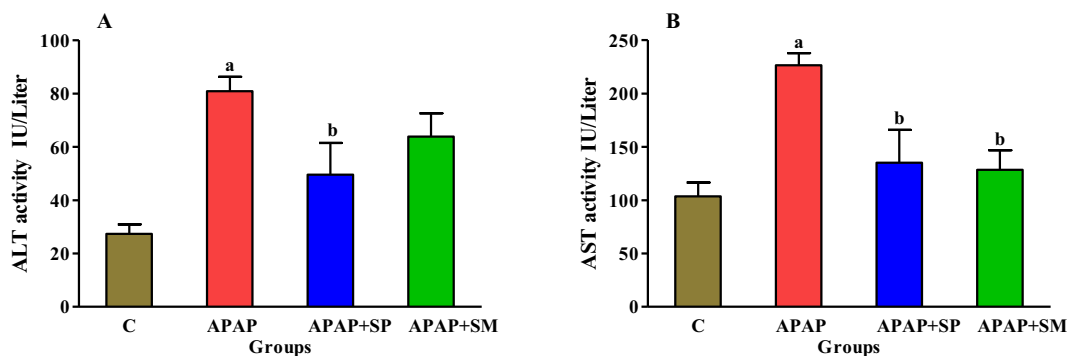 A
ALT activity IU/Liter
100
80
60
40
20
0
a
b
C
APAP
APAP+SP
APAP+SM
Groups
B
AST activity IU/Liter
250
200
150
100
50
0
a
b
b
C
APAP
APAP+SP
APAP+SM
Groups